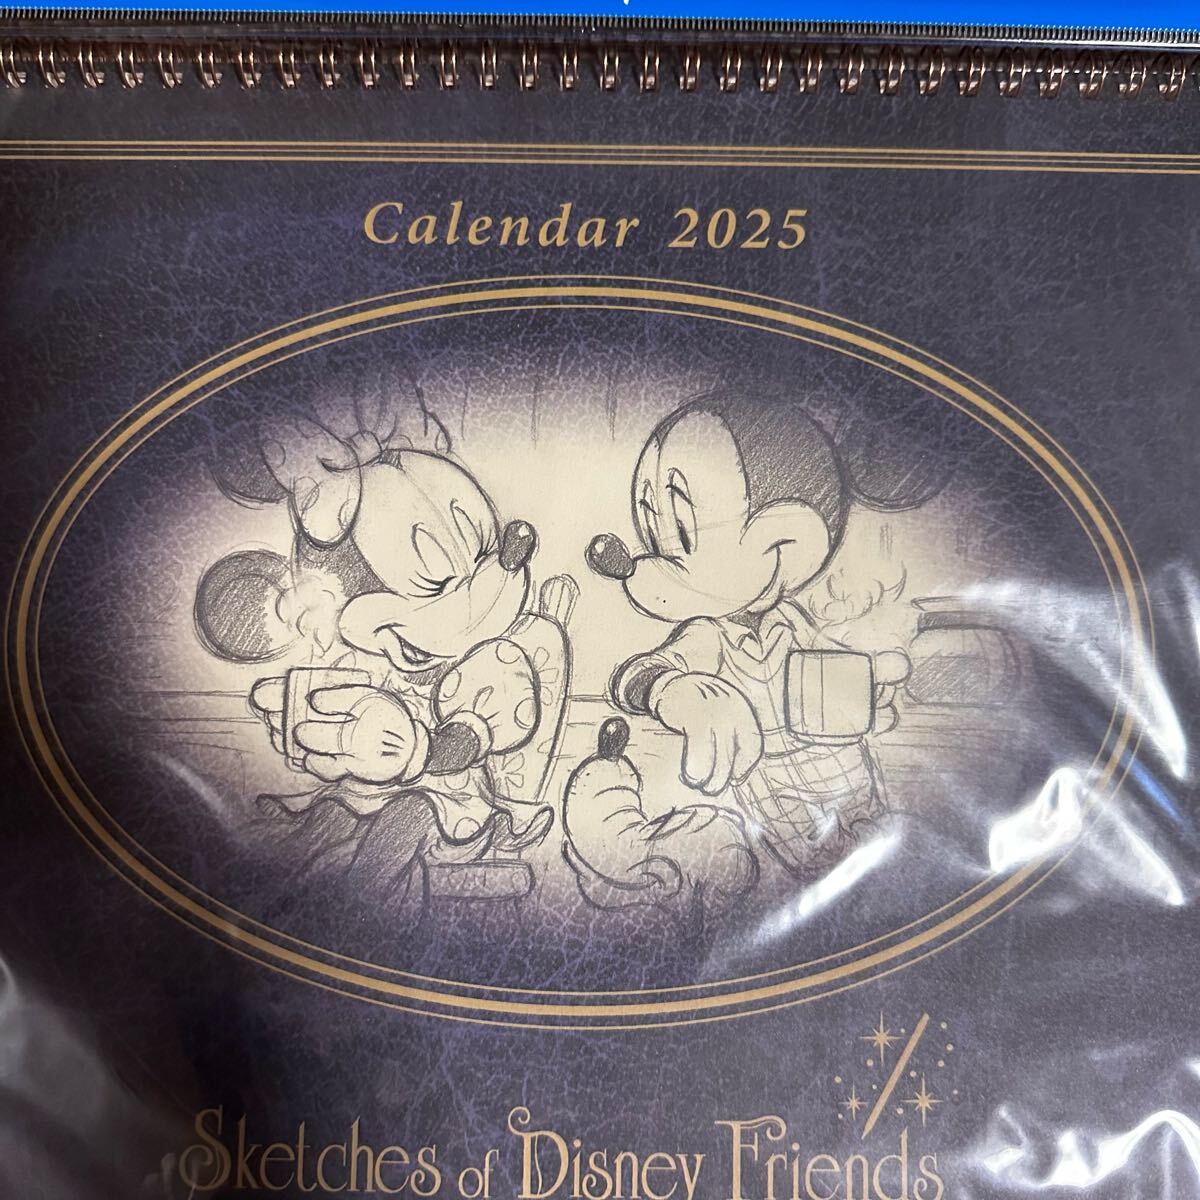 Calendar 2025
Sketches of Disney Friends